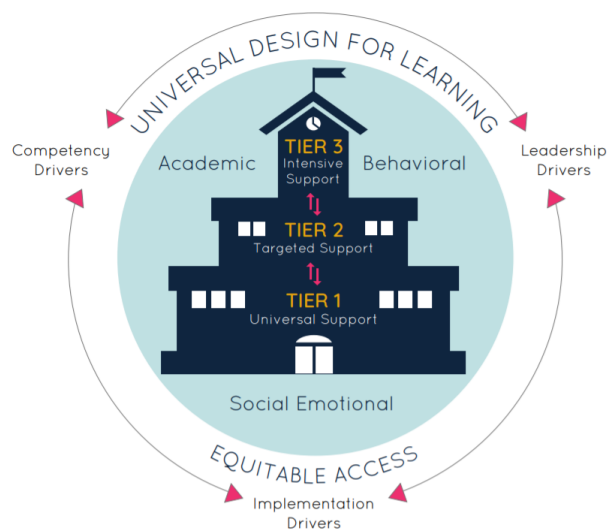 UNIVERSAL DESIGN FOR LEARNING
Competency
Drivers
Leadership
Drivers
Academic
Behavioral
TIER 3
Intensive
Support
TIER 2
Targeted Support
TIER 1
Universal Support
Social Emotional
EQUITABLE ACCESS
Implementation
Drivers